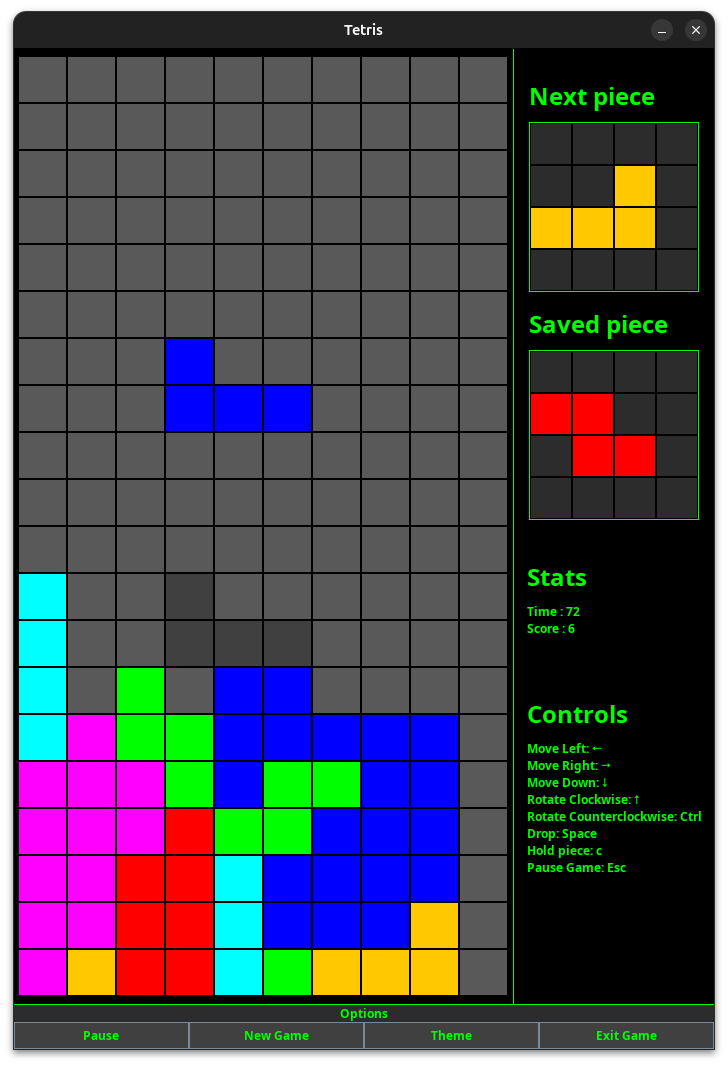 Tetris
Next piece
Saved piece
Stats
Time : 72
Score : 6
Controls
Move Left: ←
Move Right: →
Move Down: ↓
Rotate Clockwise: ↑
Rotate Counterclockwise: Ctrl
Drop: Space
Hold piece: c
Pause Game: Esc
Options
Pause New Game Theme Exit Game